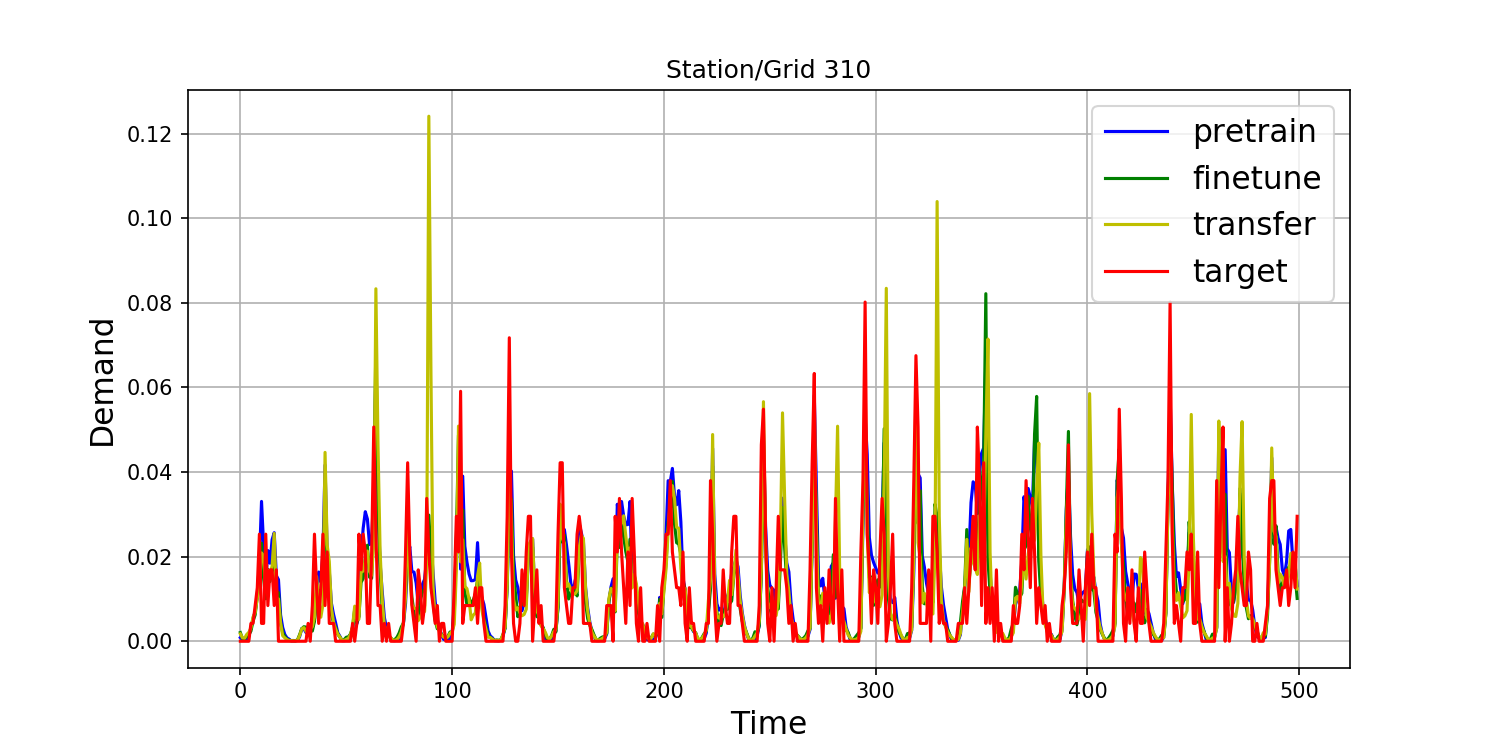 Station/Grid 310
0.12
0.10
0.08
0.06
0.04
0.02
0.00
Demand
pretrain
finetune
transfer
target
0 100 200 300 400 500
Time